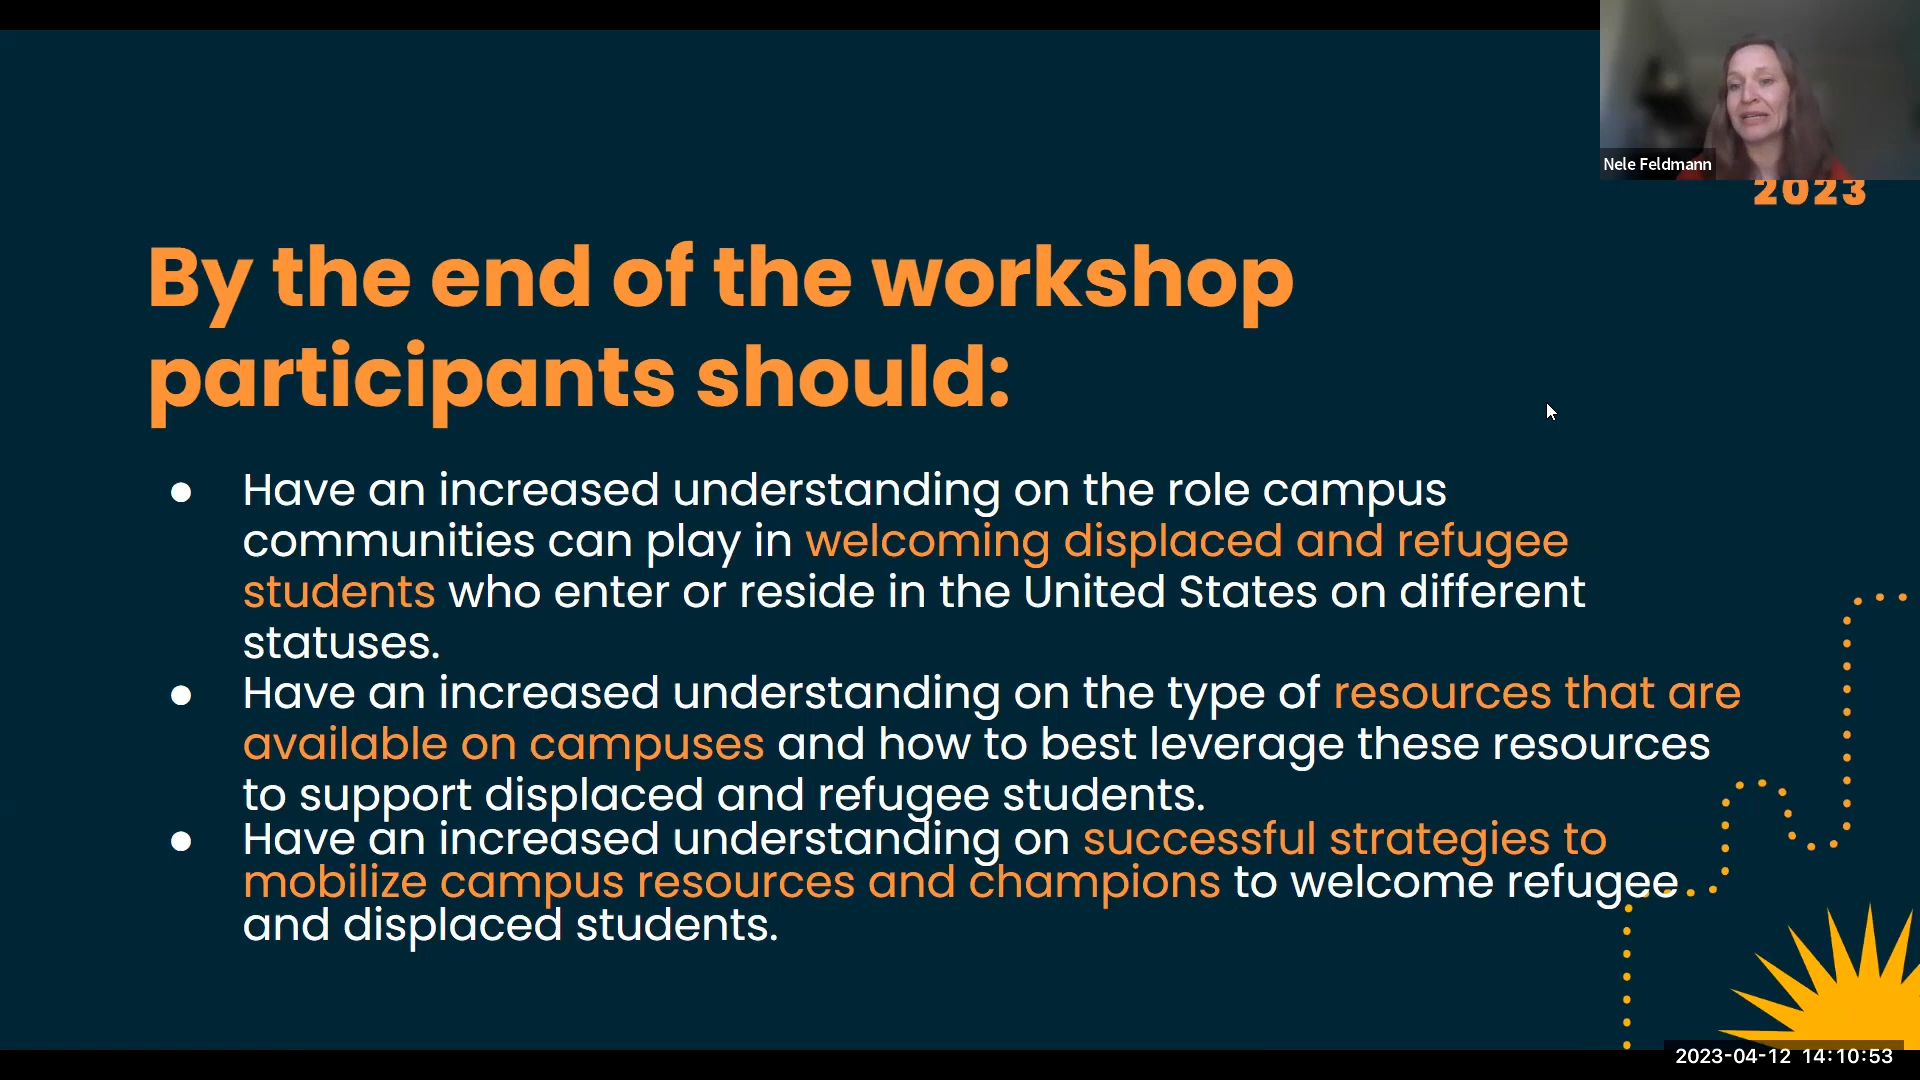 Nele Feldmann
2023
By the end of the workshop
participants should:
● Have an increased understanding on the role campus
communities can play in welcoming displaced and refugee
students who enter or reside in the United States on different
statuses.
● Have an increased understanding on the type of resources that are
available on campuses and how to best leverage these resources
to support displaced and refugee students.
● Have an increased understanding on successful strategies to
mobilize campus resources and champions to welcome refugee
and displaced students.
2023-04-12 14:10:53